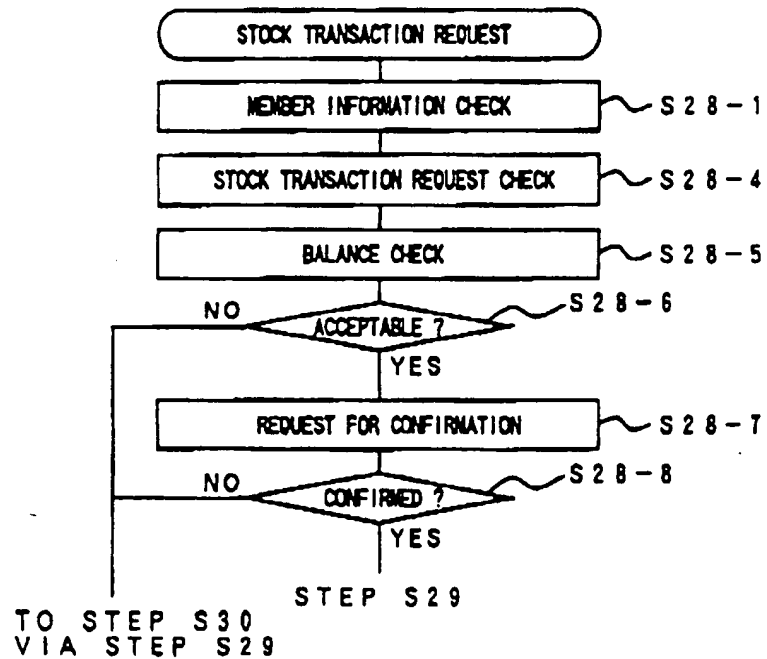 STOCK TRANSACTION REQUEST
MEMBER INFORMATION CHECK
S28-1
STOCK TRANSACTION REQUEST CHECK
S28-4
BALANCE CHECK
S28-5
S28-6
NO
ACCEPTABLE ?
YES
REQUEST FOR CONFIRMATION
S28-7
S28-8
NO
CONFIRMED ?
YES
STEP S29
TO STEP S30
VIA STEP S29